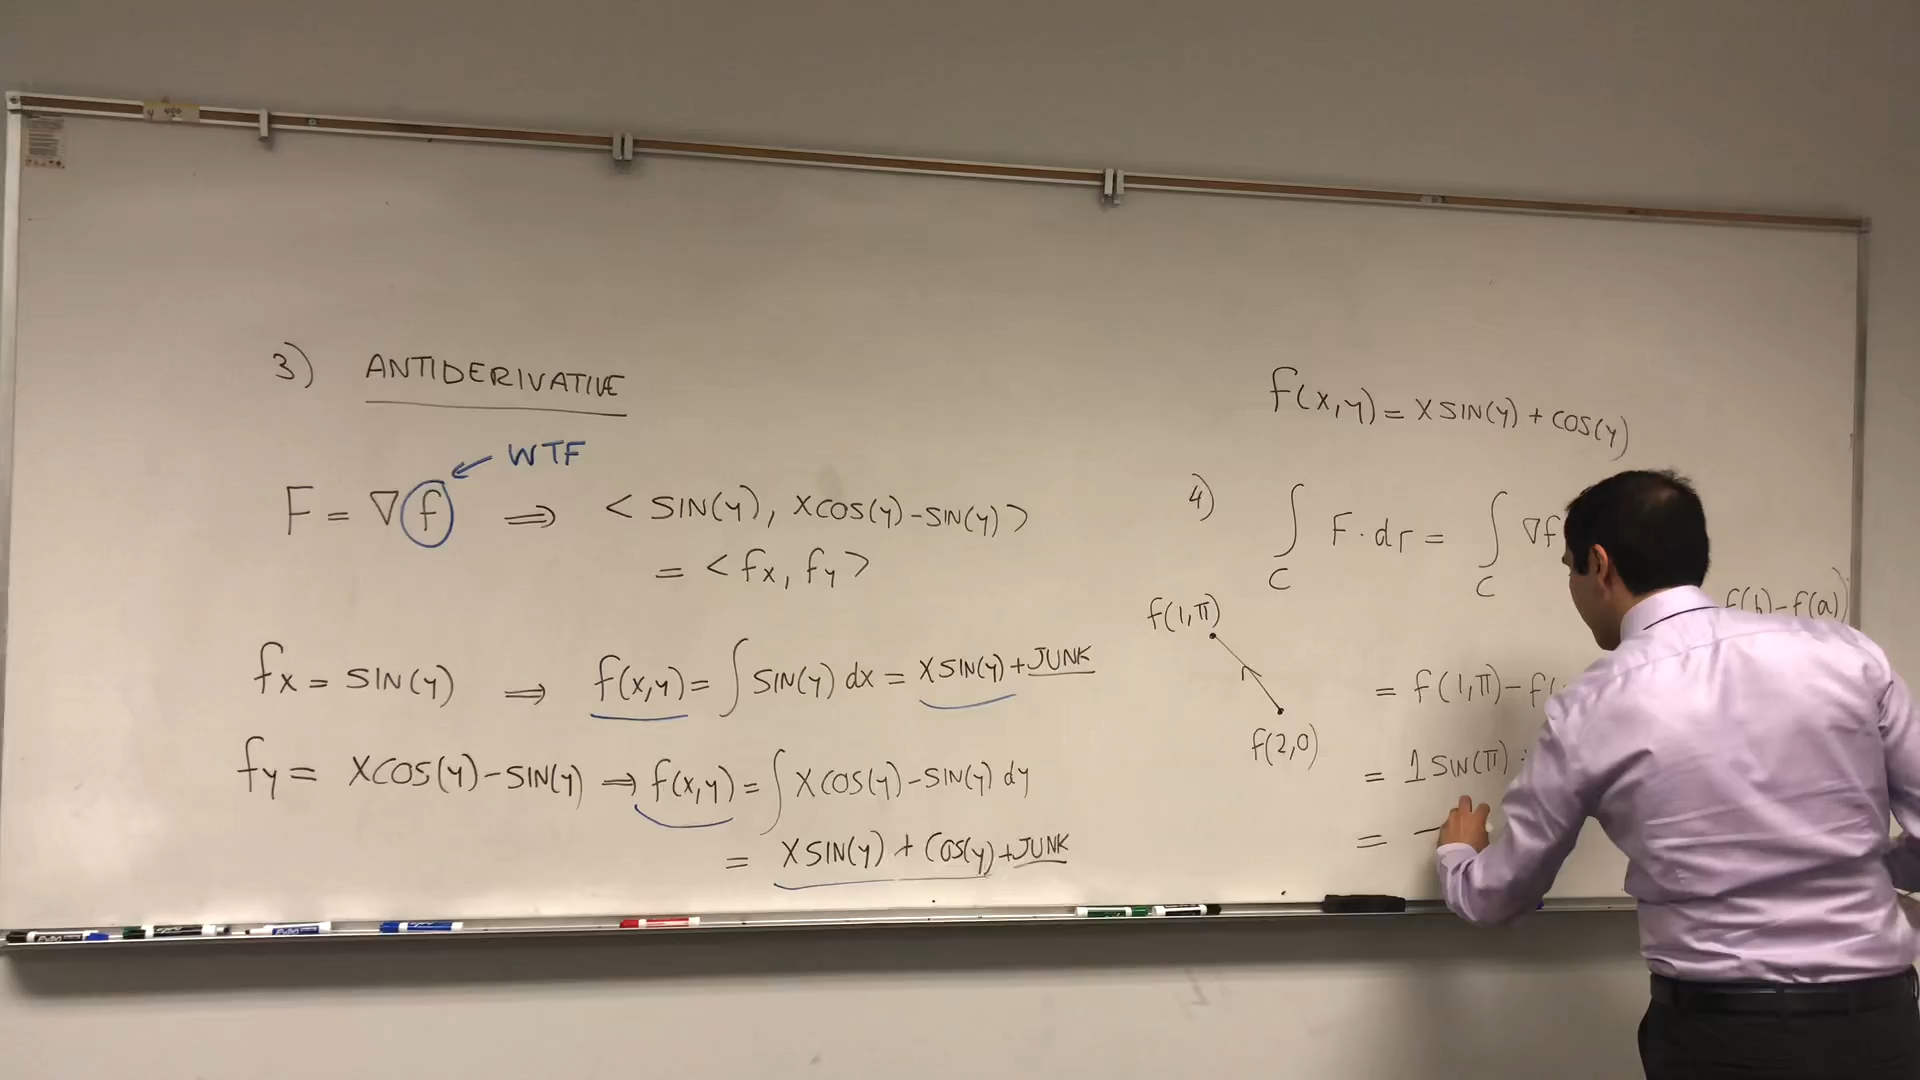 3) ANTIDERIVATIVE
WTF
F = ∇f ⟹ < SIN(y), XCOS(y)-SIN(y)>
= <fx, fy>
fx = SIN(y) ⟹ f(x,y) = ∫ SIN(y) dx = XSIN(y) + JUNK
fy = XCOS(y)-SIN(y) ⟹ f(x,y) = ∫ XCOS(y)-SIN(y) dy
= XSIN(y) + COS(y) + JUNK
f(x,y) = XSIN(y) + COS(y)
4) ∫ F·dr = ∫ ∇f
C C
f(b)-f(a)
f(1,π)
f(2,0)
= f(1,π) - f(
= 1 SIN(π)
= -